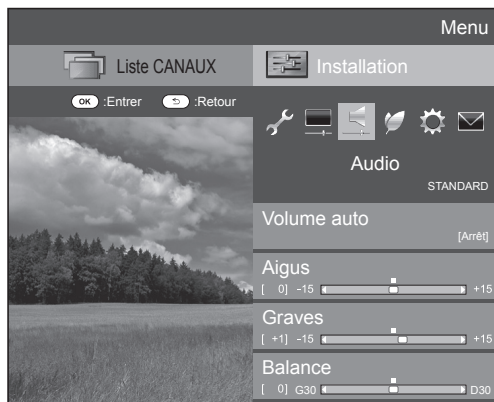 Menu
Liste CANAUX
Installation
OK :Entrer :Retour
Audio
STANDARD
Volume auto
[Arrêt]
Aigus
[ 0] -15 +15
Graves
[ +1] -15 +15
Balance
[ 0] G30 D30